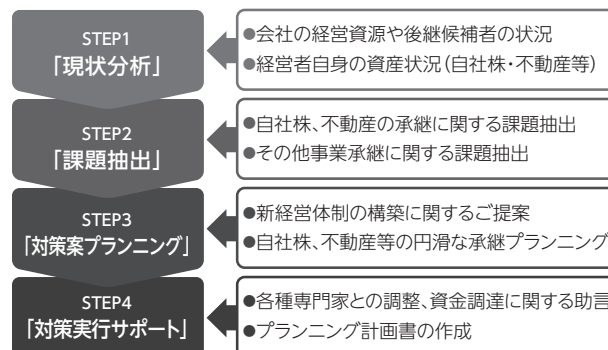 STEP1
「現状分析」
●会社の経営資源や後継候補者の状況
●経営者自身の資産状況(自社株・不動産等)
STEP2
「課題抽出」
●自社株、不動産の承継に関する課題抽出
●その他事業承継に関する課題抽出
STEP3
「対策案プランニング」
●新経営体制の構築に関するご提案
●自社株、不動産等の円滑な承継プランニング
STEP4
「対策実行サポート」
●各種専門家との調整、資金調達に関する助言
●プランニング計画書の作成